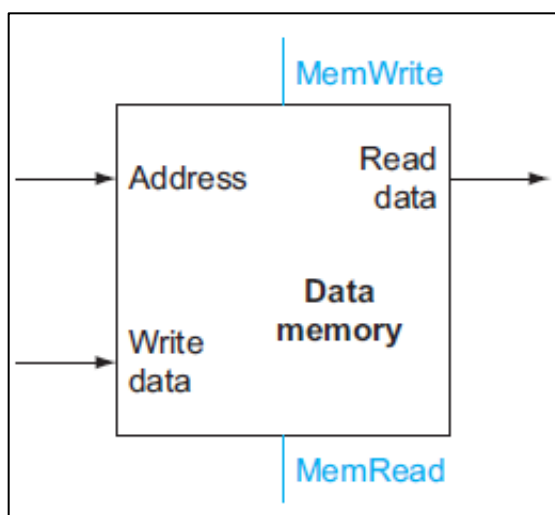 MemWrite
Address
Read
data
Data
memory
Write
data
MemRead